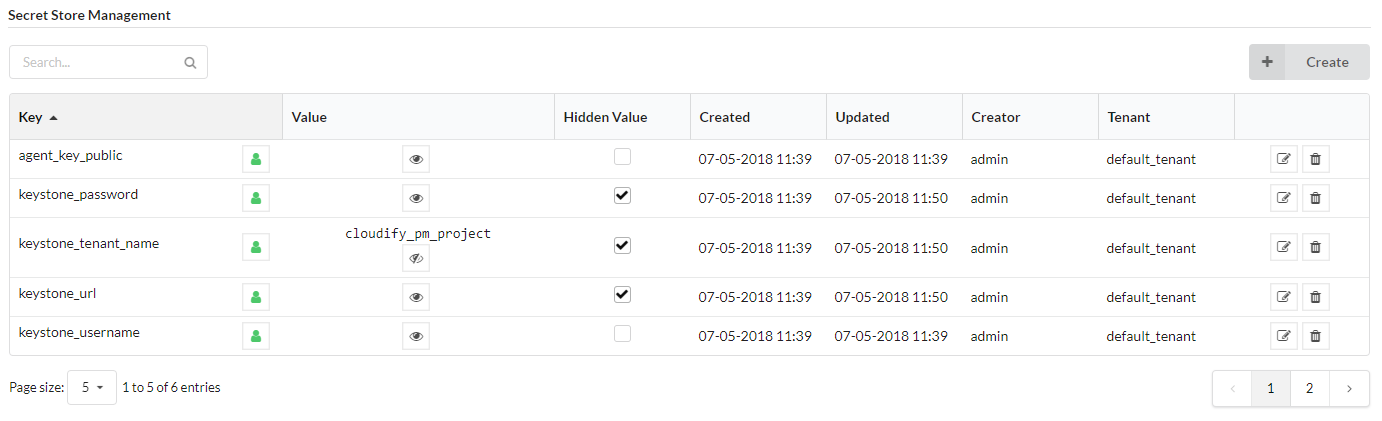 Secret Store Management
Search...
Create
Key Value Hidden Value Created Updated Creator Tenant
agent_key_public 07-05-2018 11:39 07-05-2018 11:39 admin default_tenant
keystone_password 07-05-2018 11:39 07-05-2018 11:50 admin default_tenant
keystone_tenant_name cloudify_pm_project 07-05-2018 11:39 07-05-2018 11:50 admin default_tenant
keystone_url 07-05-2018 11:39 07-05-2018 11:50 admin default_tenant
keystone_username 07-05-2018 11:39 07-05-2018 11:39 admin default_tenant
Page size: 5 1 to 5 of 6 entries 1 2